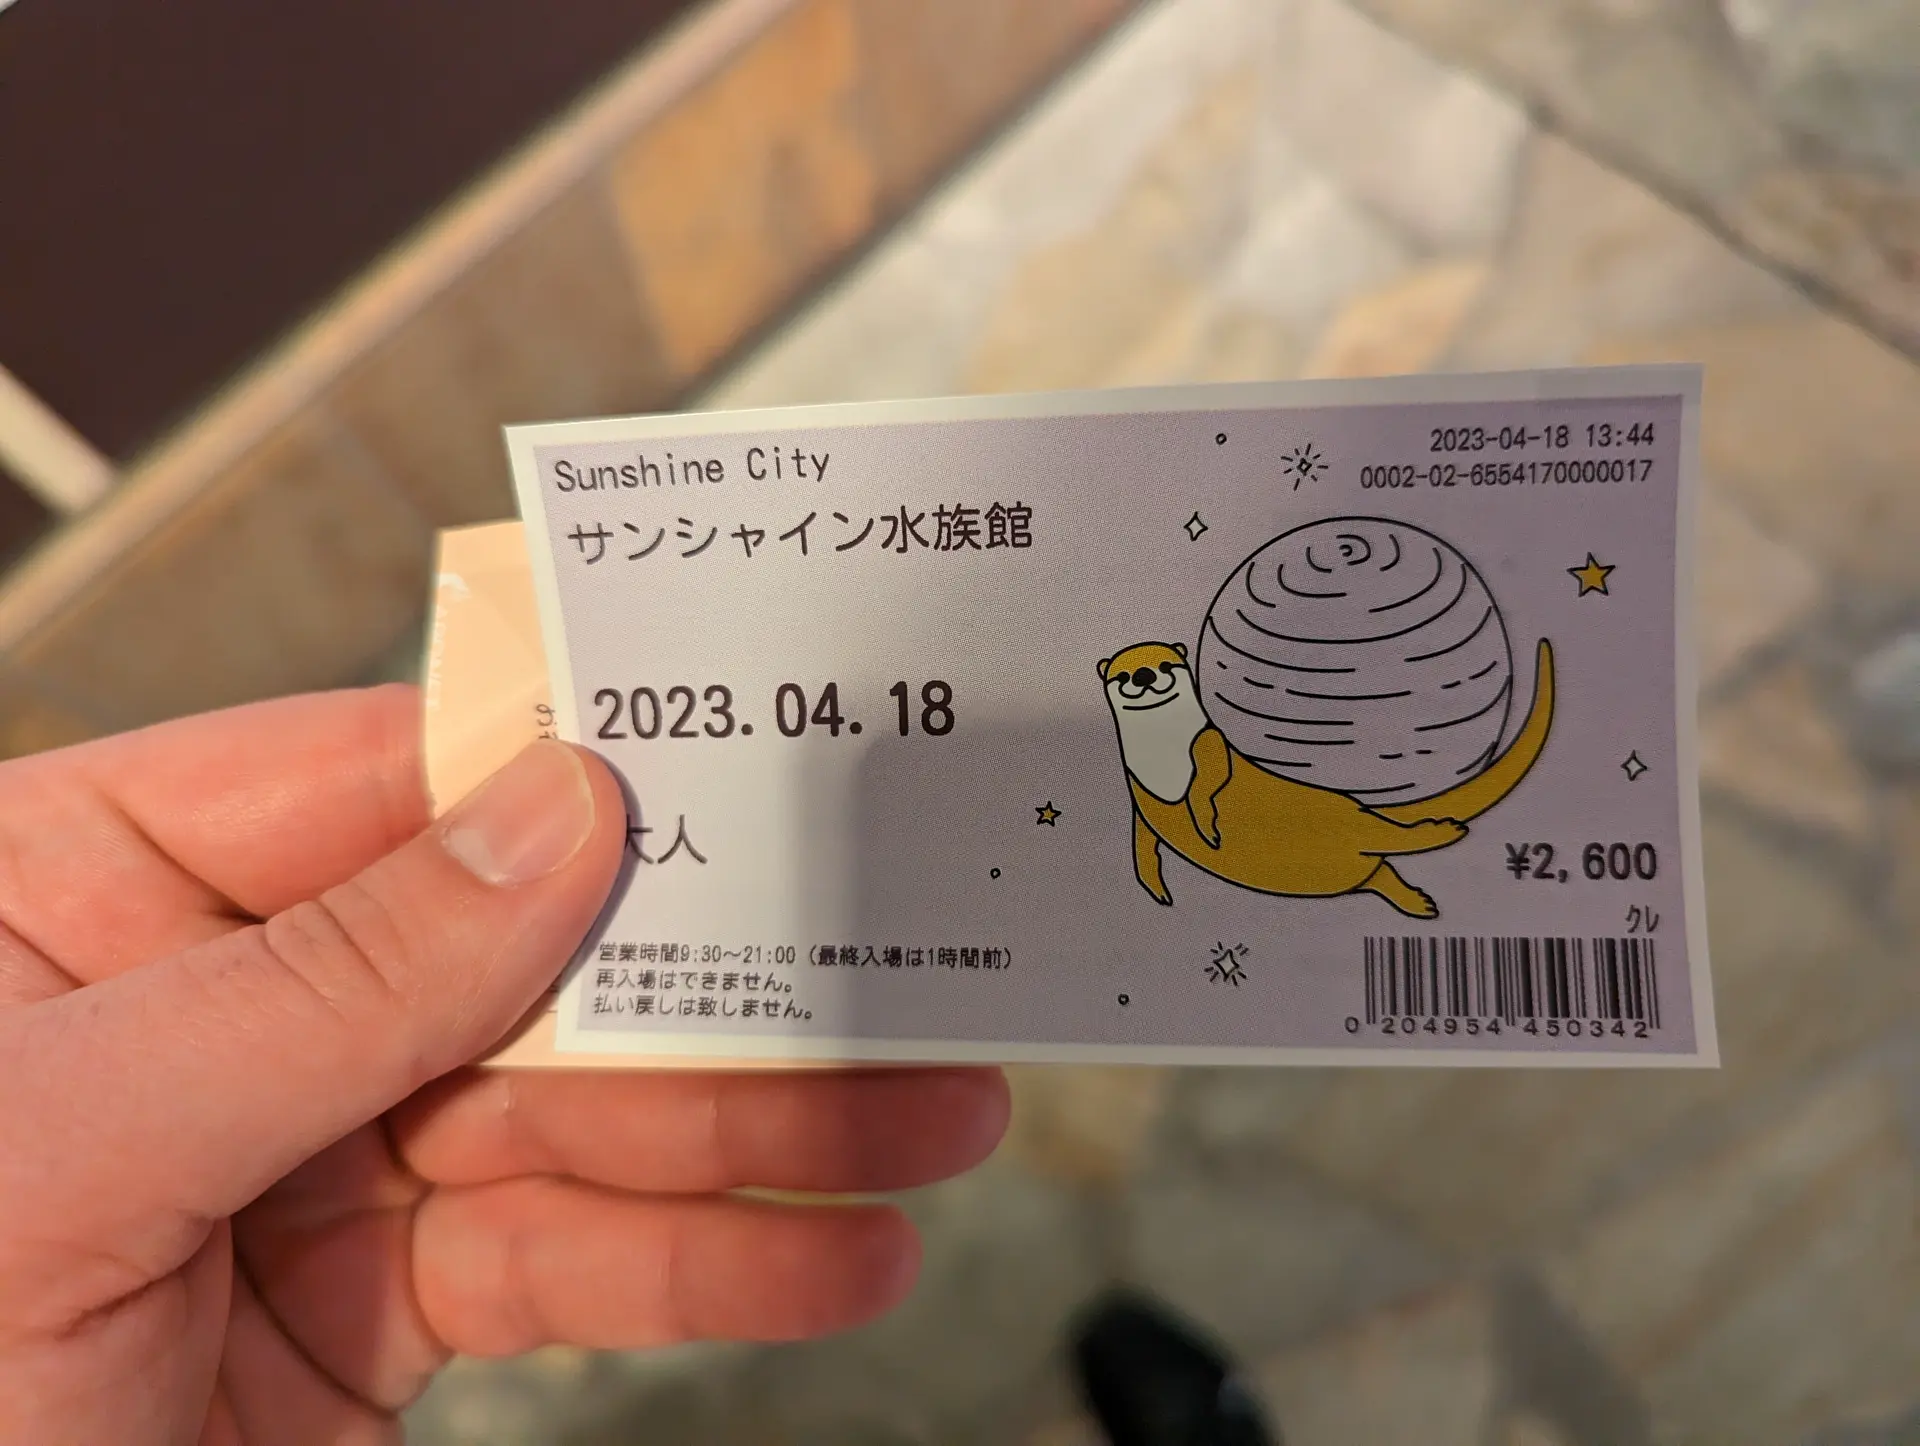 Sunshine City
サンシャイン水族館
2023-04-18 13:44
0002-02-6554170000017
2023.04.18
大人
¥2,600
クレ
営業時間9:30～21:00（最終入場は1時間前）
再入場はできません。
払い戻しは致しません。
0 204954 450342